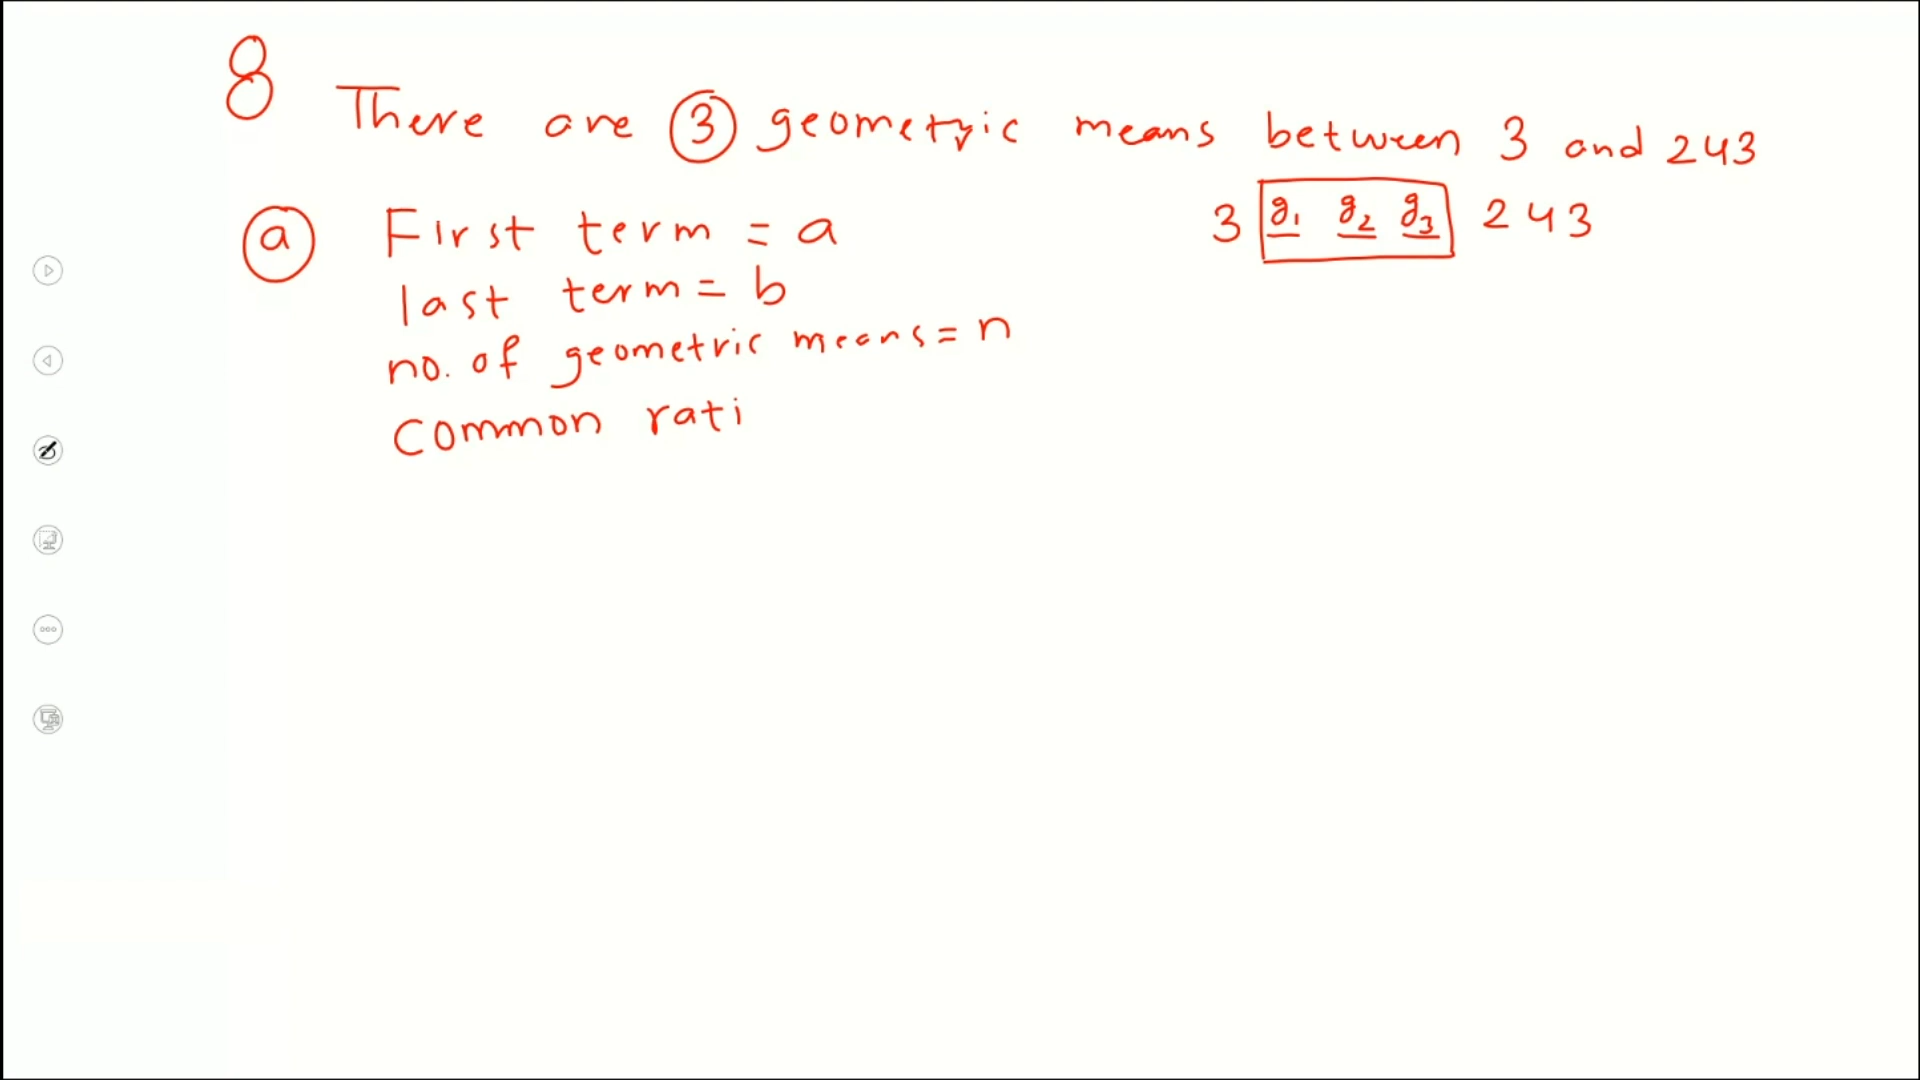 8 There are 3 geometric means between 3 and 243
3 g1 g2 g3 243
a First term = a
last term = b
no. of geometric means = n
Common rati